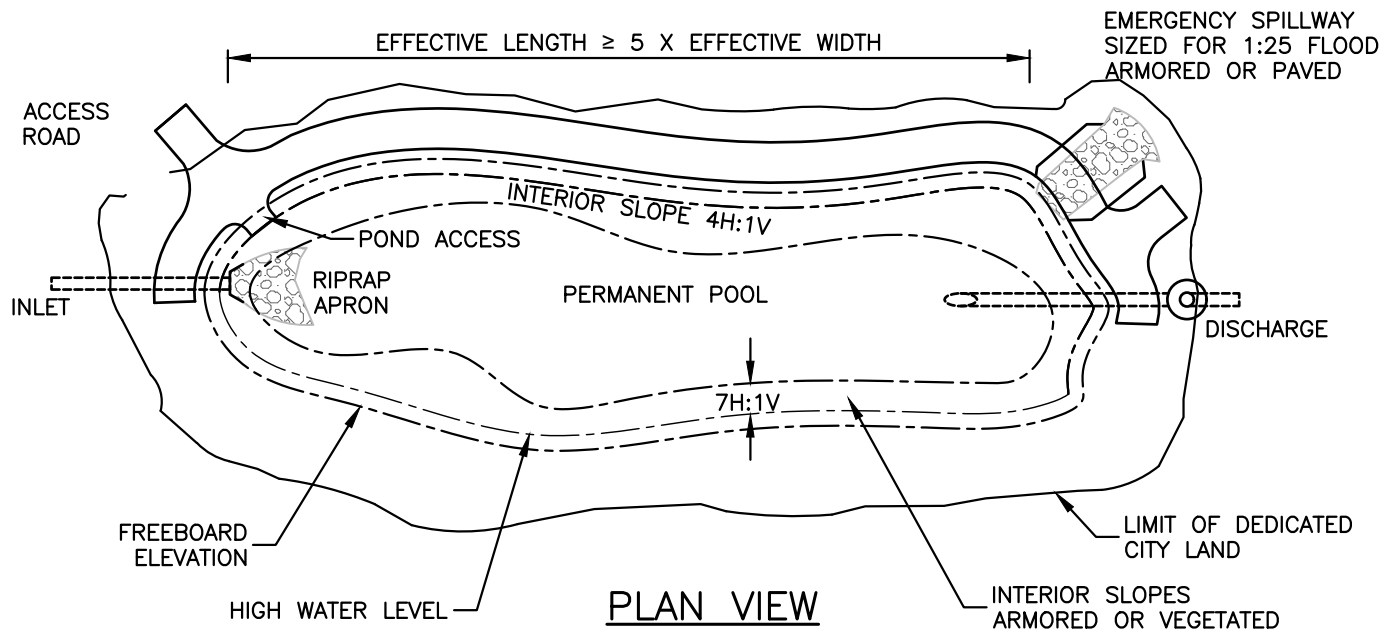 EFFECTIVE LENGTH ≥ 5 X EFFECTIVE WIDTH
EMERGENCY SPILLWAY
SIZED FOR 1:25 FLOOD
ARMORED OR PAVED
ACCESS
ROAD
INTERIOR SLOPE 4H:1V
POND ACCESS
RIPRAP
APRON
PERMANENT POOL
INLET
DISCHARGE
7H:1V
FREEBOARD
ELEVATION
LIMIT OF DEDICATED
CITY LAND
HIGH WATER LEVEL
PLAN VIEW
INTERIOR SLOPES
ARMORED OR VEGETATED